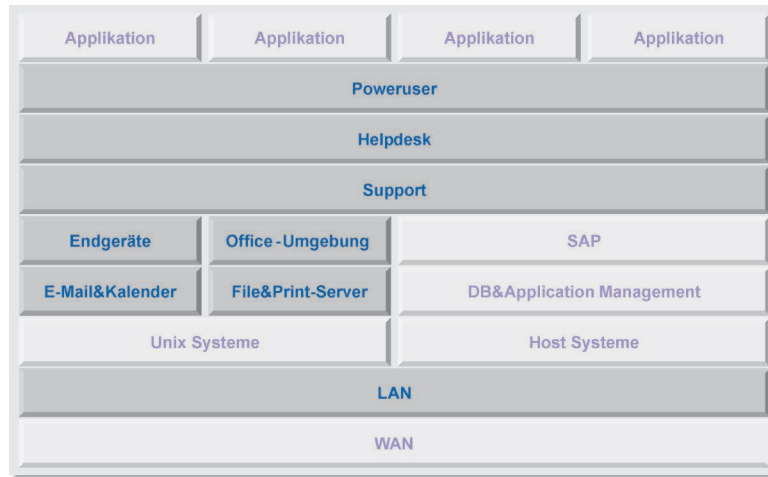 Applikation
Applikation
Applikation
Applikation
Poweruser
Helpdesk
Support
Endgeräte
Office-Umgebung
SAP
E-Mail&Kalender
File&Print-Server
DB&Application Management
Unix Systeme
Host Systeme
LAN
WAN